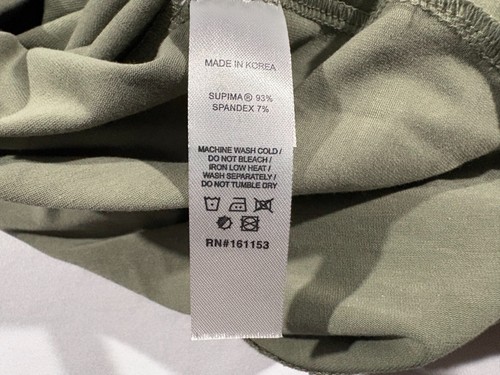 MADE IN KOREA
SUPIMA® 93%
SPANDEX 7%
MACHINE WASH COLD /
DO NOT BLEACH /
IRON LOW HEAT /
WASH SEPARATELY /
DO NOT TUMBLE DRY
RN#161153